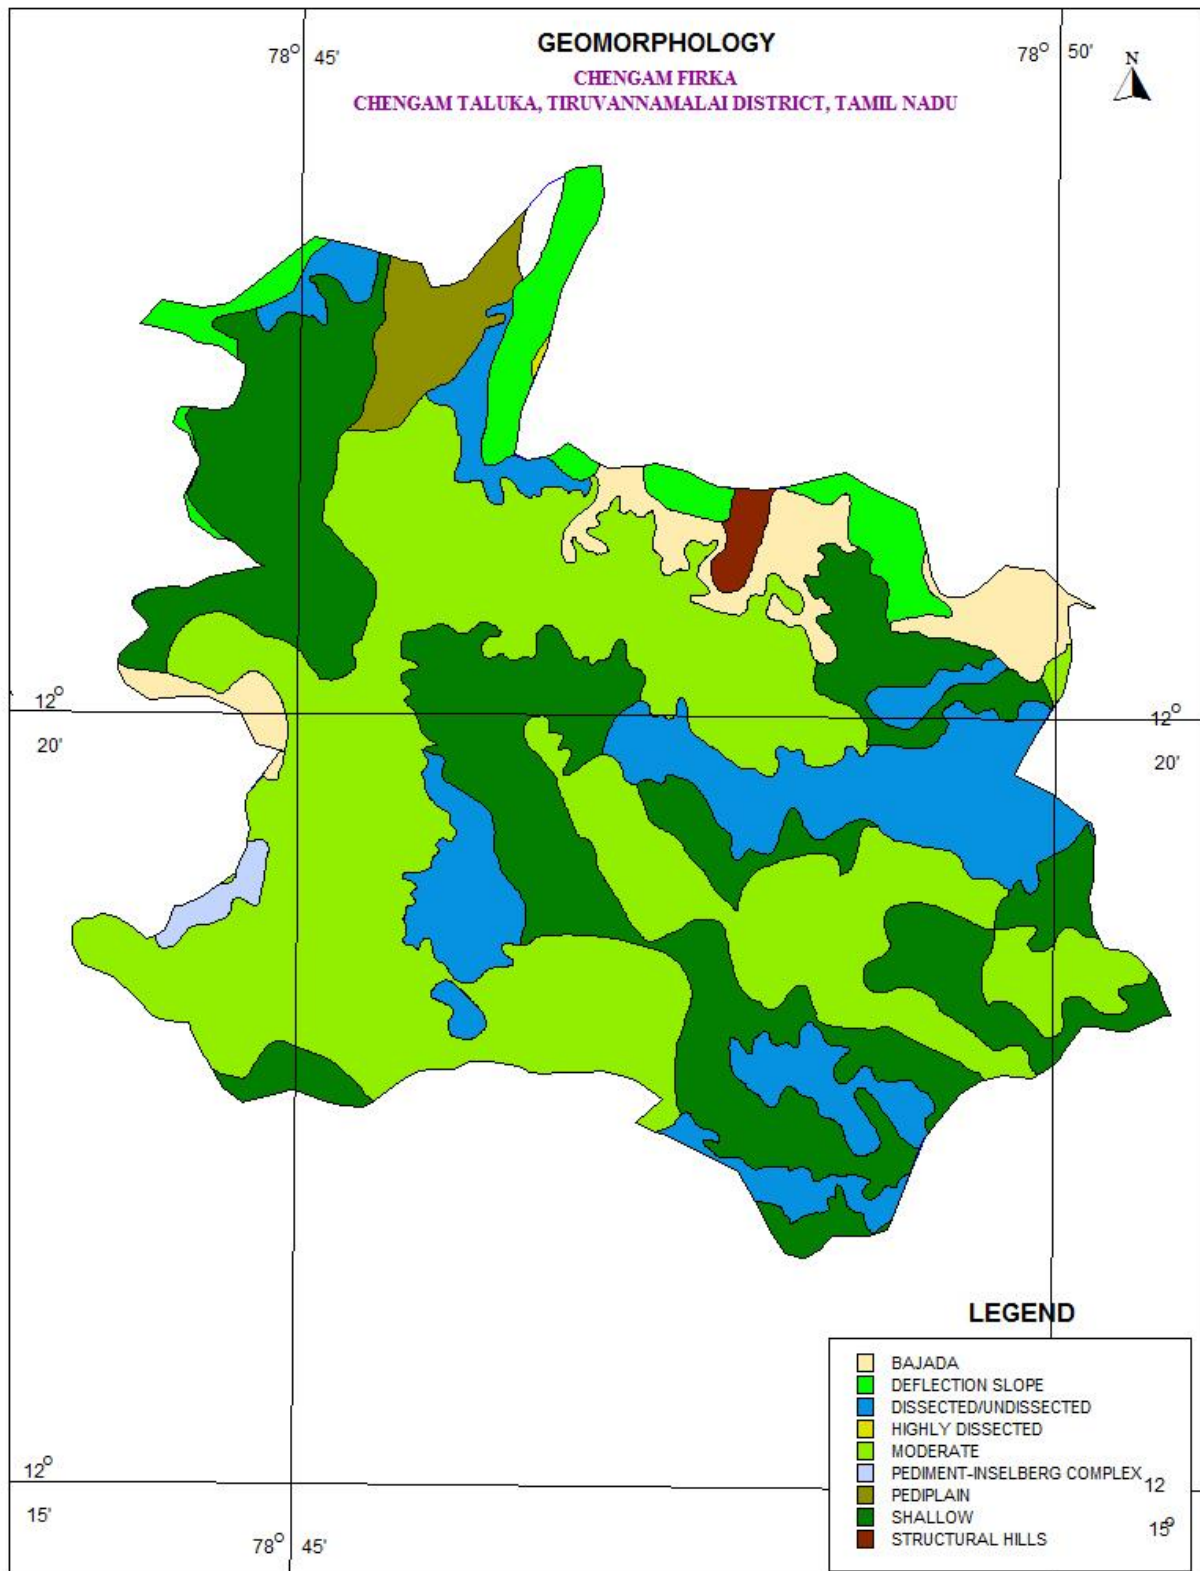 GEOMORPHOLOGY
78° 45'
78° 50'
N
CHENGAM FIRKA
CHENGAM TALUKA, TIRUVANNAMALAI DISTRICT, TAMIL NADU
12°
20'
12°
20'
LEGEND
BAJADA
DEFLECTION SLOPE
DISSECTED/UNDISSECTED
HIGHLY DISSECTED
MODERATE
PEDIMENT-INSELBERG COMPLEX
PEDIPLAIN
SHALLOW
STRUCTURAL HILLS
12°
15'
12
15°
78° 45'